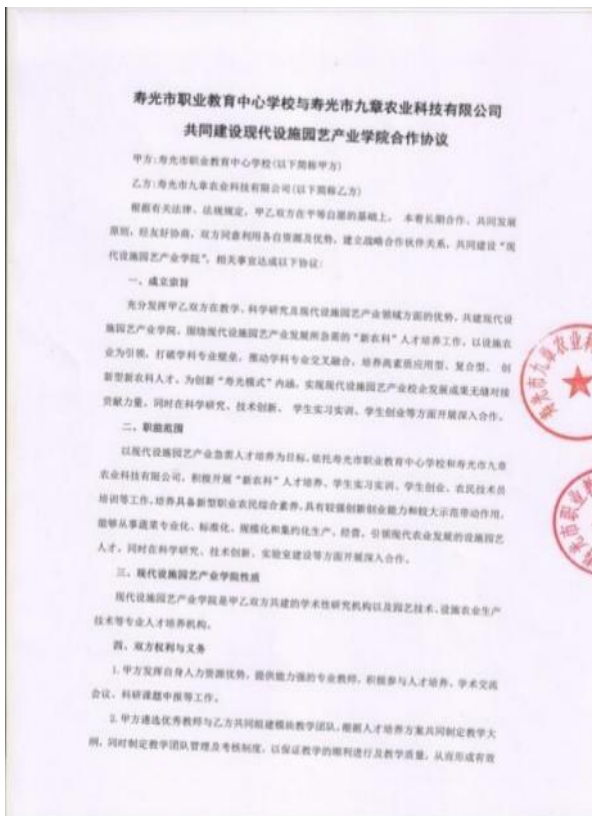 寿光市职业教育中心学校与寿光市九章农业科技有限公司
共同建设现代设施园艺产业学院合作协议
甲方:寿光市职业教育中心学校(以下简称甲方)
乙方:寿光市九章农业科技有限公司(以下简称乙方)
根据有关法律、法规规定,甲乙双方在平等自愿的基础上, 本着长期合作、共同发展
原则,经友好协商,双方同意利用各自资源及优势,建立战略合作伙伴关系,共同建设“现
代设施园艺产业学院”,相关事宜达成以下协议:
一、成立宗旨
充分发挥甲乙双方在教学、科学研究及现代设施园艺产业领域方面的优势,共建现代设
施园艺产业学院,围绕现代设施园艺产业发展所急需的“新农科”人才培养工作,以设施农
业为引领,打破学科专业壁垒,推动学科专业交叉融合,培养高素质应用型、复合型、 创
新型新农科人才,为创新“寿光模式”内涵,实现现代设施园艺产业校企发展成果无缝对接
贡献力量,同时在科学研究、技术创新、 学生实习实训、学生创业等方面开展深入合作。
二、职能范围
以现代设施园艺产业急需人才培养为目标,依托寿光市职业教育中心学校和寿光市九章
农业科技有限公司,积极开展“新农科”人才培养、学生实习实训、学生创业、农民技术员
培训等工作,培养具备新型职业农民综合素养,具有较强创新创业能力和较大示范带动作用,
能够从事蔬菜专业化、标准化、规模化和集约化生产、经营,引领现代农业发展的设施园艺
人才,同时在科学研究、技术创新、实验室建设等方面开展深入合作。
三、现代设施园艺产业学院性质
现代设施园艺产业学院是甲乙双方共建的学术性研究机构以及园艺技术、设施农业生产
技术等专业人才培养机构。
四、双方权利与义务
1.甲方发挥自身人力资源优势,提供能力强的专业教师,积极参与人才培养、学术交流
会议、科研课题申报等工作。
2.甲方遴选优秀教师与乙方共同组建模块教学团队,根据人才培养方案共同制定教学大
纲,同时制定教学团队管理及考核制度,以保证教学的顺利进行及教学质量,从而形成有效
寿光市九章农业科
寿光市职业教